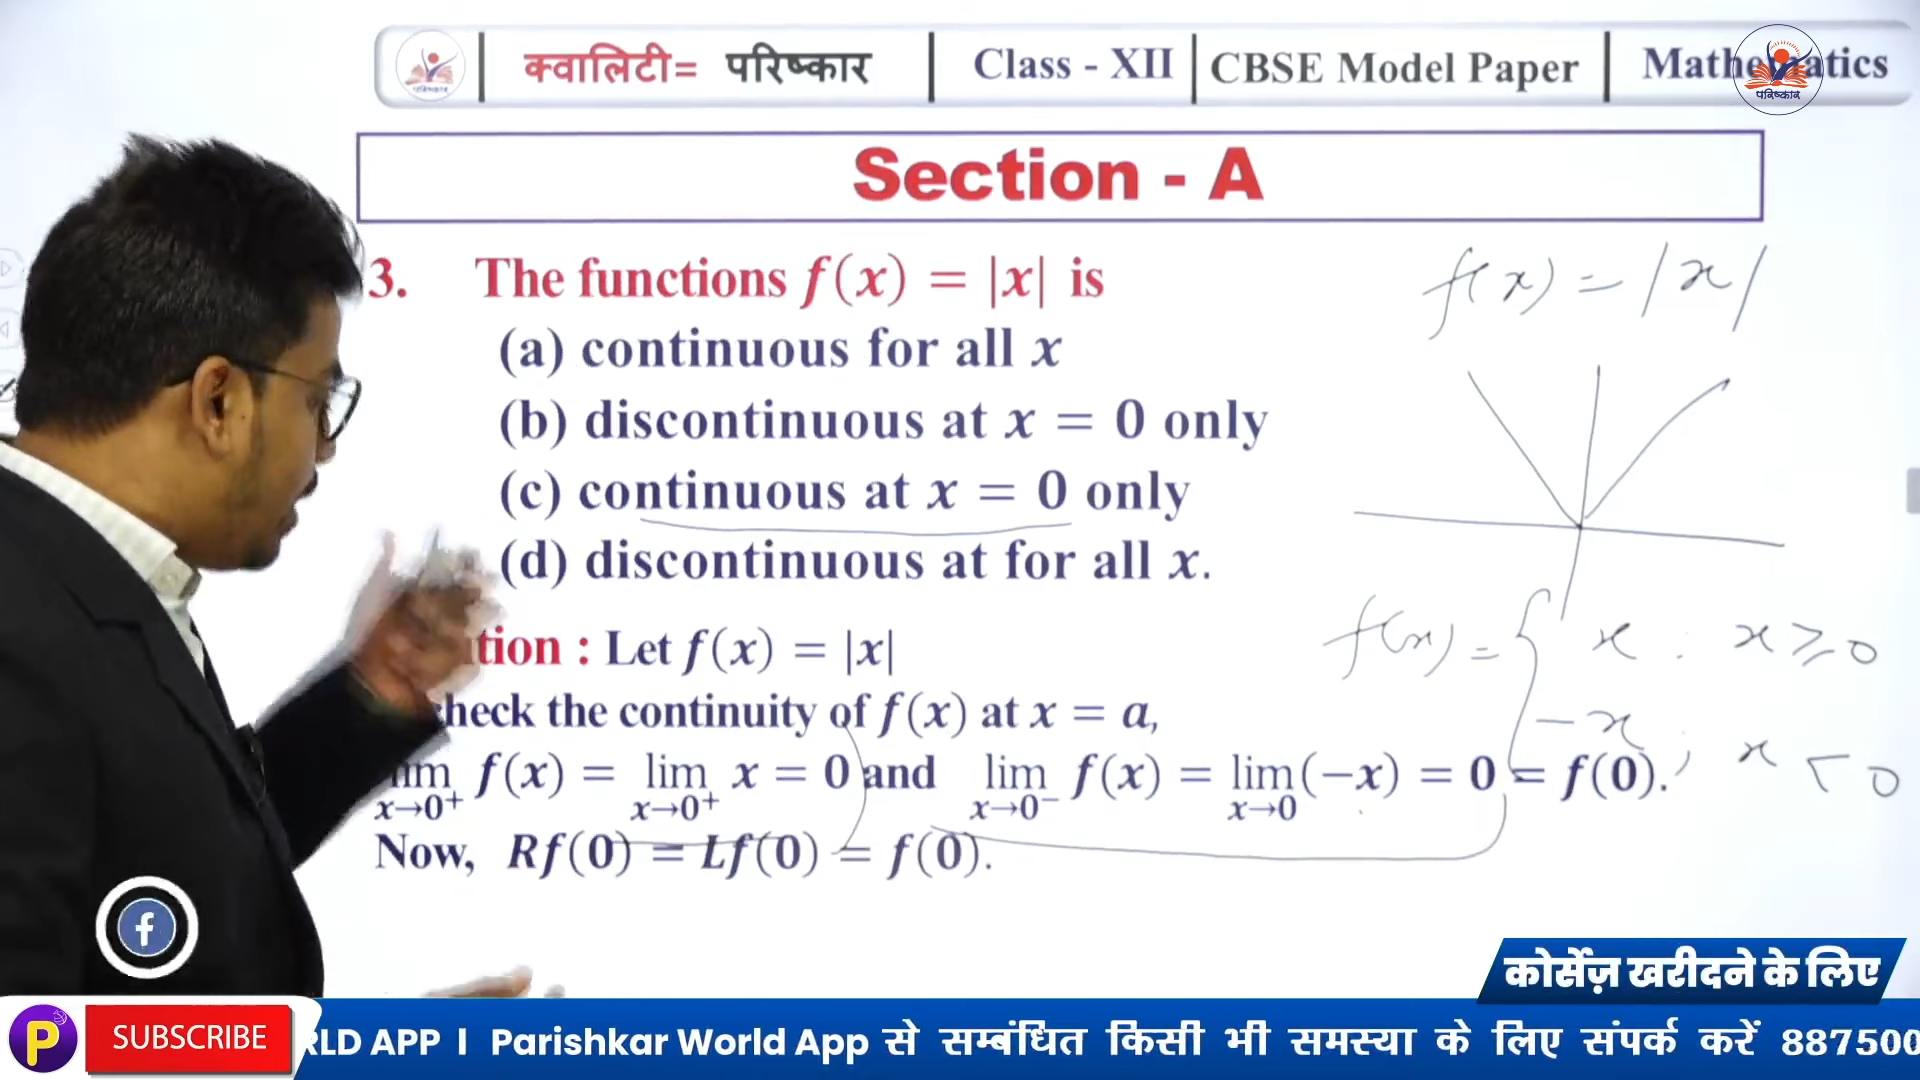 क्वालिटी= परिष्कार | Class - XII | CBSE Model Paper | Mathematics
परिष्कार
Section - A
3. The functions f(x) = |x| is
(a) continuous for all x
(b) discontinuous at x = 0 only
(c) continuous at x = 0 only
(d) discontinuous at for all x.
f(x) = |x|
tion : Let f(x) = |x|
heck the continuity of f(x) at x = a,
lim x→0⁺ f(x) = lim x→0⁺ x = 0 and lim x→0⁻ f(x) = lim x→0 (−x) = 0 = f(0).
Now, Rf(0) = Lf(0) = f(0).
f(x) = { x : x ≥ 0
−x ; x < 0
कोर्सेज़ खरीदने के लिए
SUBSCRIBE
RLD APP I Parishkar World App से सम्बंधित किसी भी समस्या के लिए संपर्क करें 887500